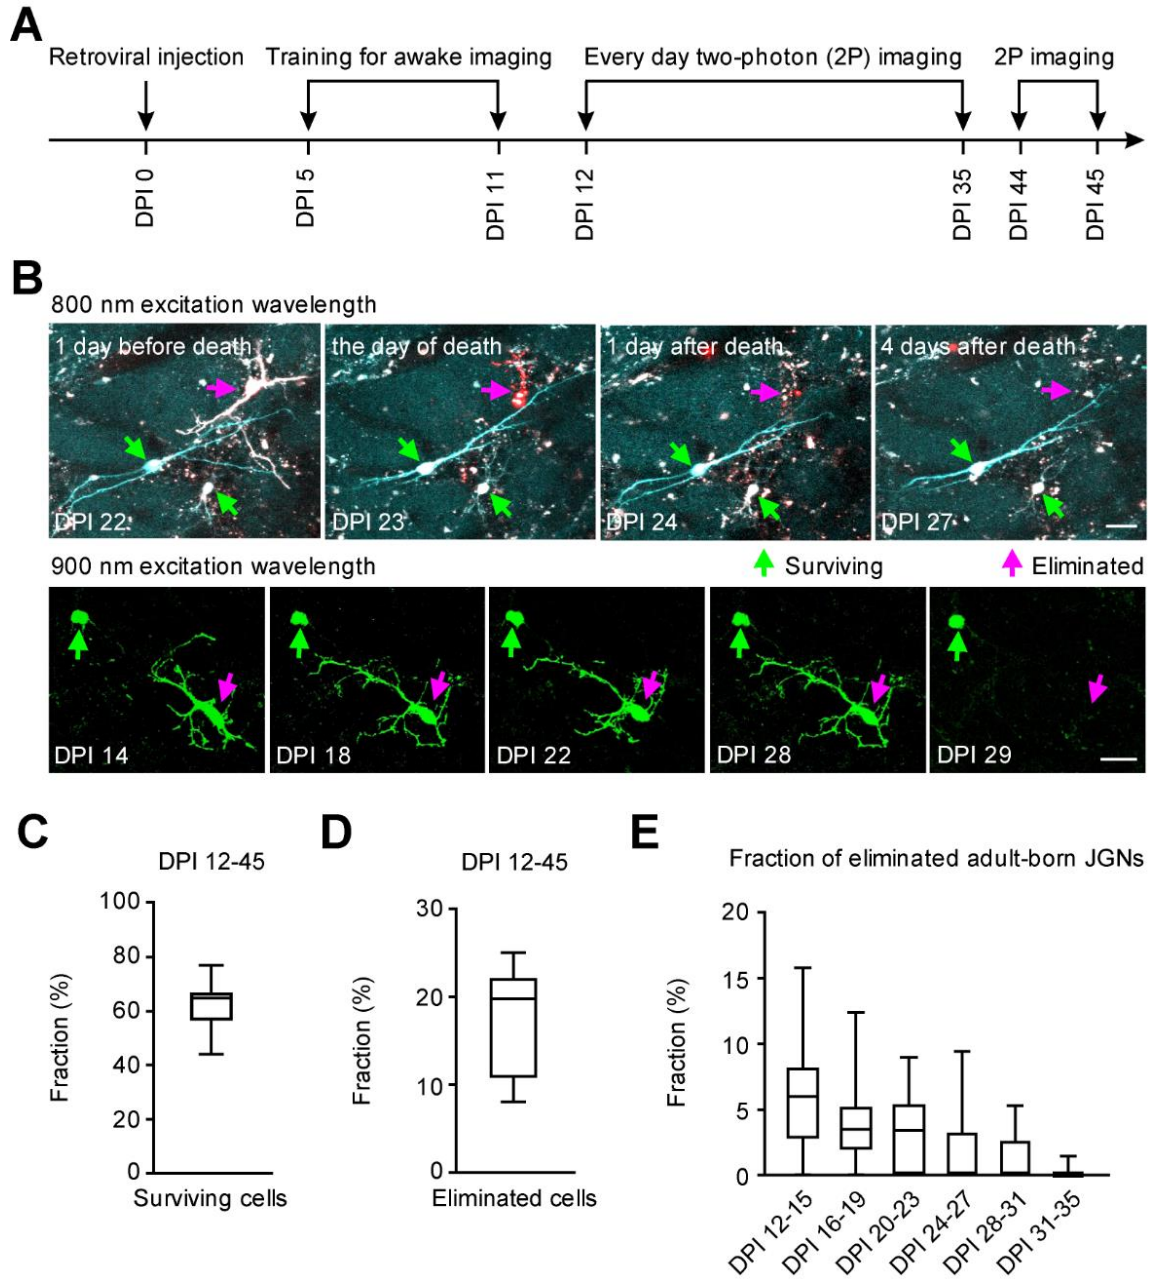 A
Retroviral injection
Training for awake imaging
Every day two-photon (2P) imaging
2P imaging
DPI 0
DPI 5
DPI 11
DPI 12
DPI 35
DPI 44
DPI 45
B
800 nm excitation wavelength
1 day before death
the day of death
1 day after death
4 days after death
DPI 22
DPI 23
DPI 24
DPI 27
900 nm excitation wavelength
Surviving
Eliminated
DPI 14
DPI 18
DPI 22
DPI 28
DPI 29
C
DPI 12-45
Fraction (%)
100
80
60
40
20
0
Surviving cells
D
DPI 12-45
Fraction (%)
30
20
10
0
Eliminated cells
E
Fraction of eliminated adult-born JGNs
Fraction (%)
20
15
10
5
0
DPI 12-15
DPI 16-19
DPI 20-23
DPI 24-27
DPI 28-31
DPI 31-35